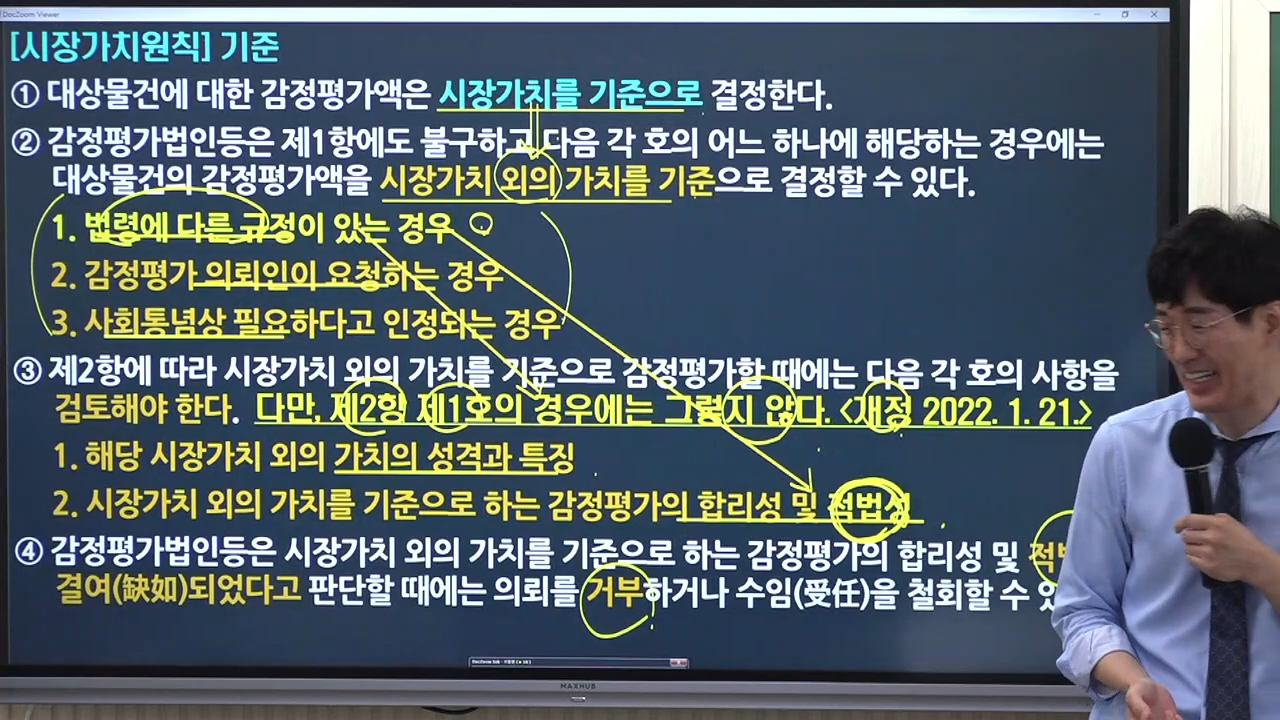 DocZoom Viewer
[시장가치원칙] 기준
① 대상물건에 대한 감정평가액은 시장가치를 기준으로 결정한다.
② 감정평가법인등은 제1항에도 불구하고 다음 각 호의 어느 하나에 해당하는 경우에는
대상물건의 감정평가액을 시장가치 외의 가치를 기준으로 결정할 수 있다.
1. 법령에 다른 규정이 있는 경우
2. 감정평가 의뢰인이 요청하는 경우
3. 사회통념상 필요하다고 인정되는 경우
③ 제2항에 따라 시장가치 외의 가치를 기준으로 감정평가할 때에는 다음 각 호의 사항을
검토해야 한다. 다만, 제2항 제1호의 경우에는 그렇지 않다. <개정 2022. 1. 21.>
1. 해당 시장가치 외의 가치의 성격과 특징
2. 시장가치 외의 가치를 기준으로 하는 감정평가의 합리성 및 적법성
④ 감정평가법인등은 시장가치 외의 가치를 기준으로 하는 감정평가의 합리성 및
결여(缺如)되었다고 판단할 때에는 의뢰를 거부하거나 수임(受任)을 철회할 수
MAXHUB